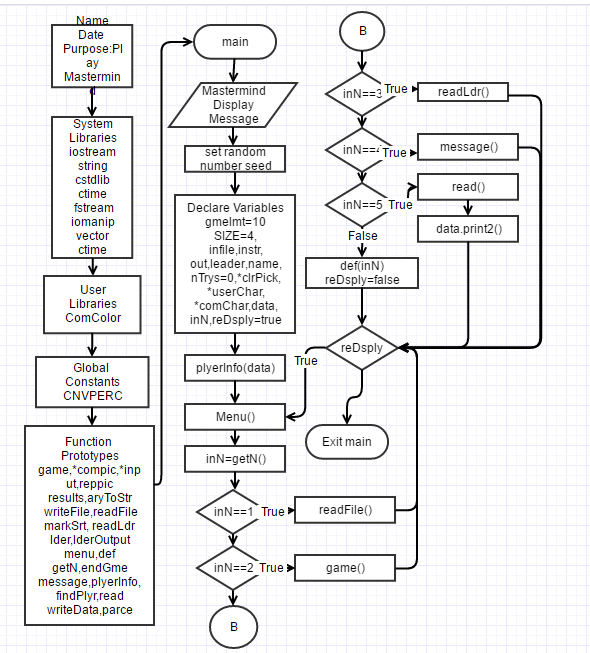 Name
Date
Purpose:Pl
ay
Mastermin
d
System
Libraries
iostream
string
cstdlib
ctime
fstream
iomanip
vector
ctime
User
Libraries
ComColor
Global
Constants
CNVPERC
Function
Prototypes
game,*compic,*inp
ut,reppic
results,aryToStr
writeFile,readFile
markSrt, readLdr
lder,lderOutput
menu,def
getN,endGme
message,plyerInfo,
findPlyr,read
writeData,parce
main
Mastermind
Display
Message
set random
number seed
Declare Variables
gmelmt=10
SIZE=4,
infile,instr,
out,leader,name,
nTrys=0,*clrPick,
*userChar,
*comChar,data,
inN,reDsply=true
plyerInfo(data)
Menu()
inN=getN()
inN==1
True
readFile()
inN==2
True
game()
B
B
inN==3
True
readLdr()
inN==4
True
message()
inN==5
True
read()
data.print2()
False
def(inN)
reDsply=false
reDsply
True
Exit main